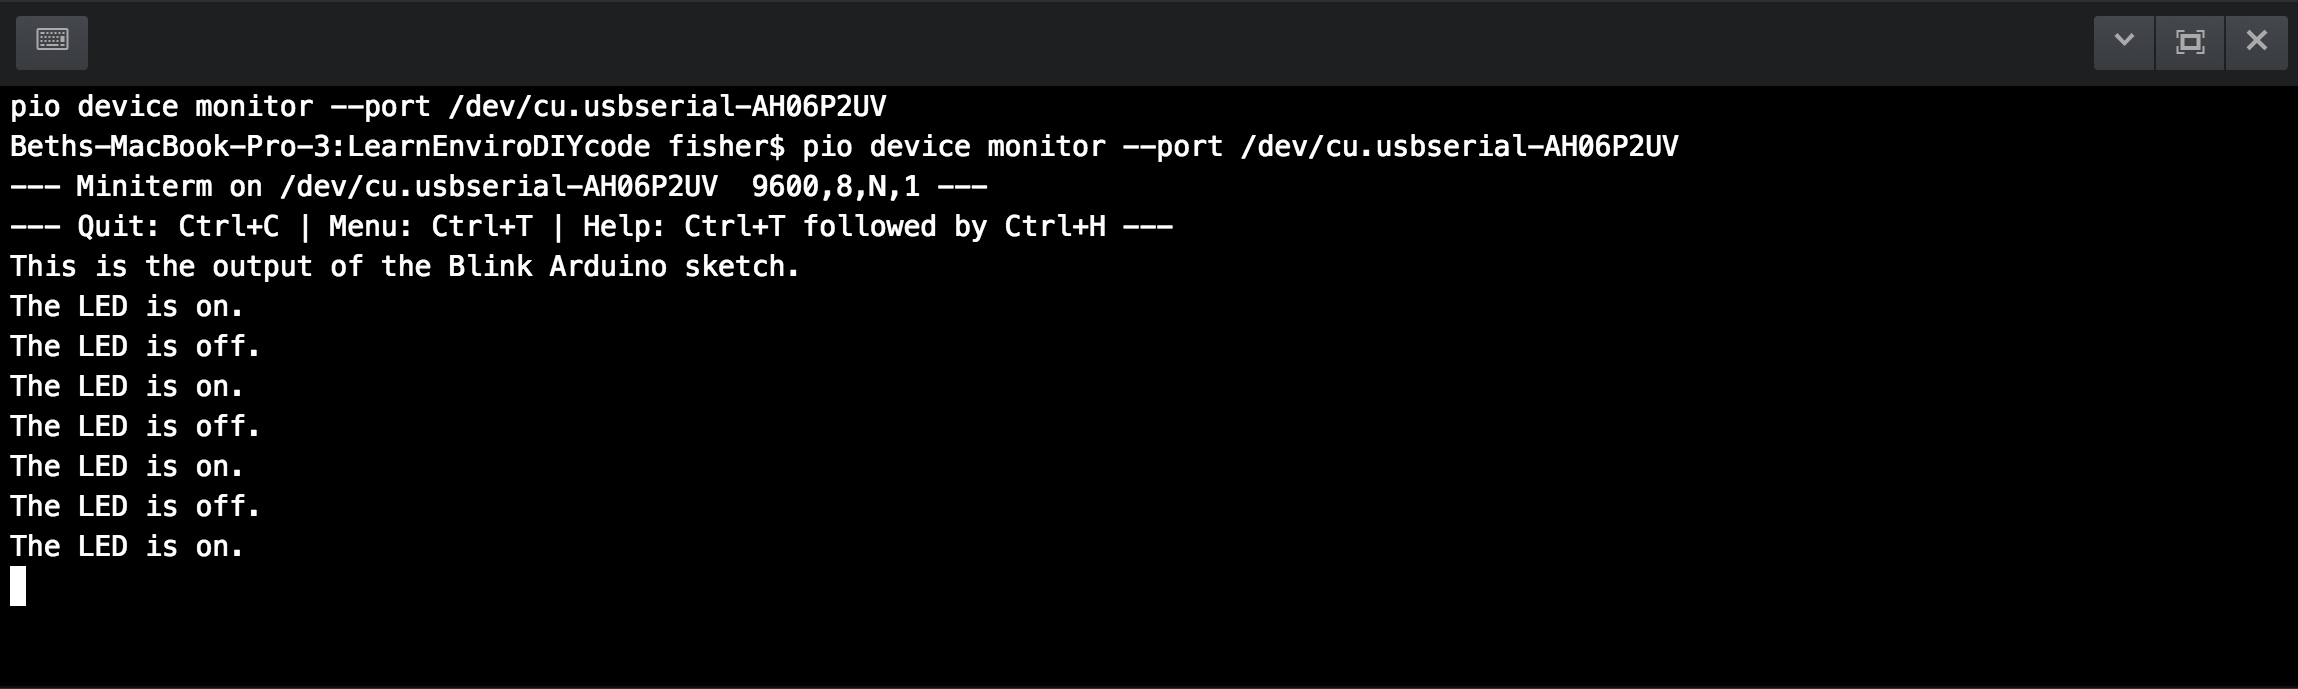 pio device monitor --port /dev/cu.usbserial-AH06P2UV
Beths-MacBook-Pro-3:LearnEnviroDIYcode fisher$ pio device monitor --port /dev/cu.usbserial-AH06P2UV
--- Miniterm on /dev/cu.usbserial-AH06P2UV  9600,8,N,1 ---
--- Quit: Ctrl+C | Menu: Ctrl+T | Help: Ctrl+T followed by Ctrl+H ---
This is the output of the Blink Arduino sketch.
The LED is on.
The LED is off.
The LED is on.
The LED is off.
The LED is on.
The LED is off.
The LED is on.